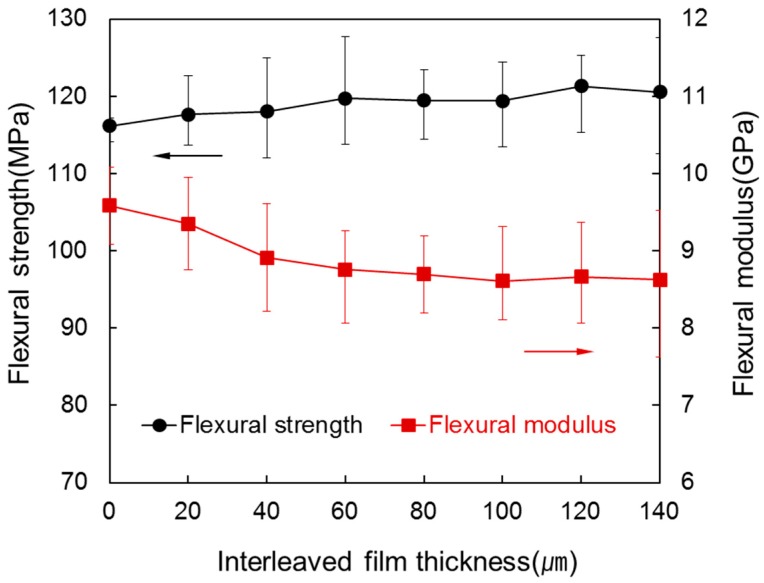 130
120
110
100
90
80
70
Flexural strength(MPa)
12
11
10
9
8
7
6
Flexural modulus(GPa)
Flexural strength
Flexural modulus
0 20 40 60 80 100 120 140
Interleaved film thickness(㎛)